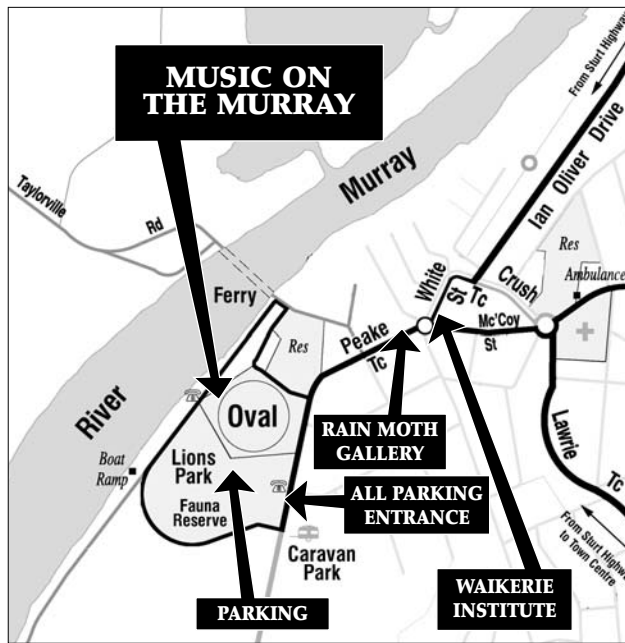 MUSIC ON
THE MURRAY
From Sturt Highway
Ian Oliver Drive
Murray
Taylorville
Rd
Res
Ambulance
White
St
Tc
Crush
Ferry
Mc'Coy
St
Peake
Tc
Res
River
Oval
RAIN MOTH
GALLERY
Lawrie
Tc
Boat
Ramp
Lions
Park
Fauna
Reserve
ALL PARKING
ENTRANCE
From Sturt Highway
to Town Centre
Caravan
Park
PARKING
WAIKERIE
INSTITUTE